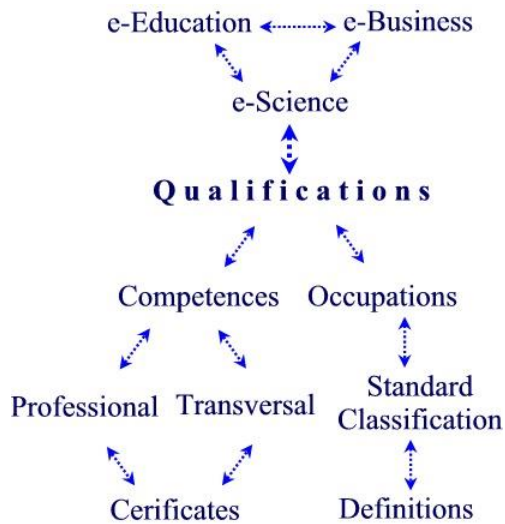 e-Education e-Business
e-Science
Qualifications
Competences Occupations
Professional Transversal Standard
Classification
Cerificates Definitions